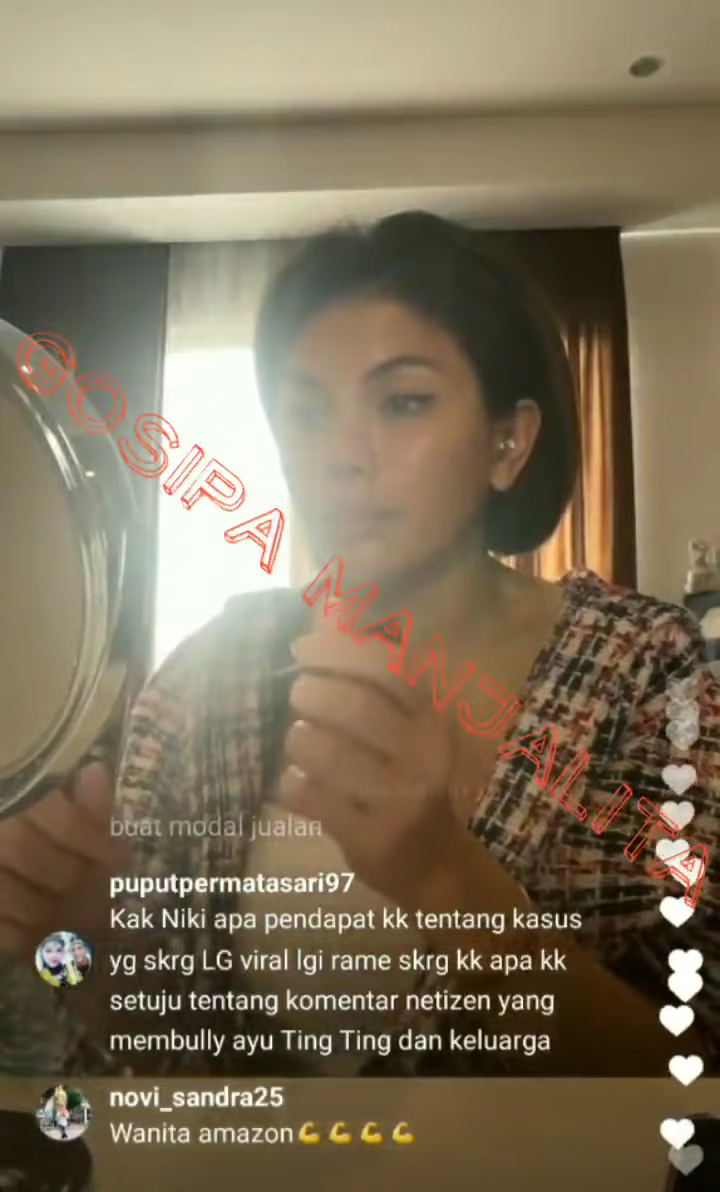 GOSIPA MANJALITA
buat modal jualan
puputpermatasari97
Kak Niki apa pendapat kk tentang kasus
yg skrg LG viral lgi rame skrg kk apa kk
setuju tentang komentar netizen yang
membully ayu Ting Ting dan keluarga
novi_sandra25
Wanita amazon💪💪💪💪